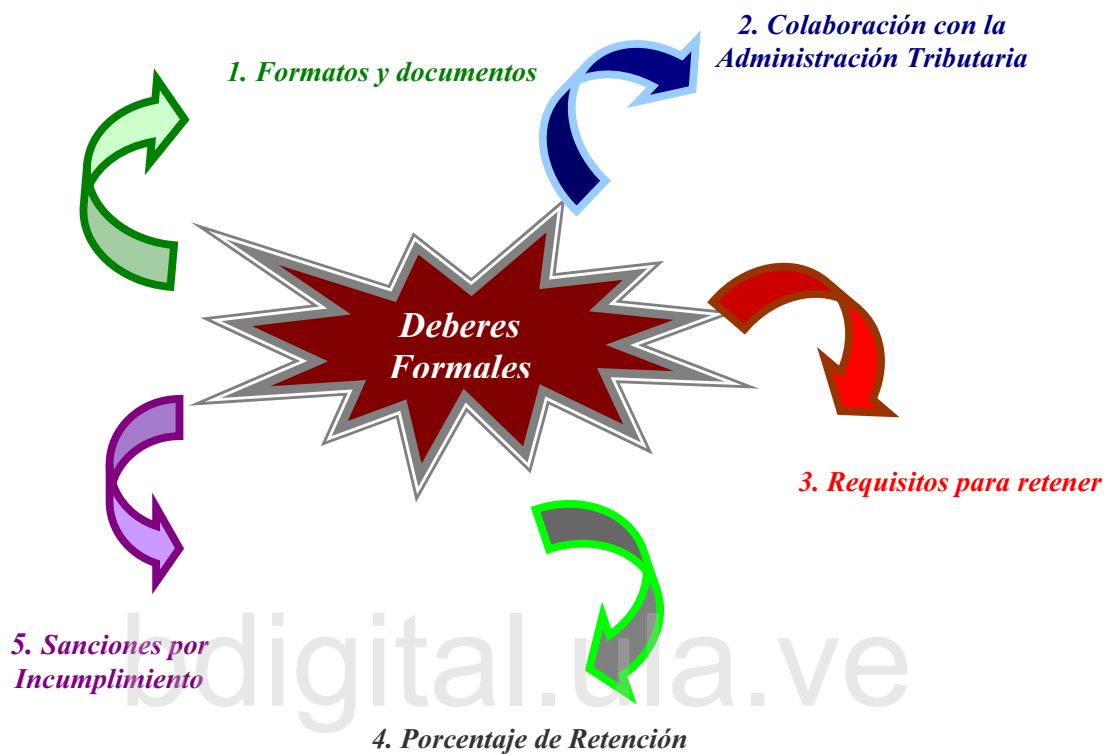 2. Colaboración con la
Administración Tributaria
1. Formatos y documentos
Deberes
Formales
3. Requisitos para retener
5. Sanciones por
Incumplimiento
bdigital.ula.ve
4. Porcentaje de Retención